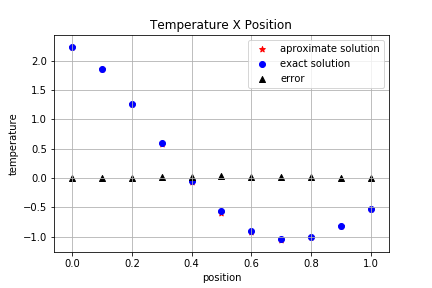 Temperature X Position
aproximate solution
exact solution
error
temperature
2.0
1.5
1.0
0.5
0.0
−0.5
−1.0
0.0
0.2
0.4
0.6
0.8
1.0
position